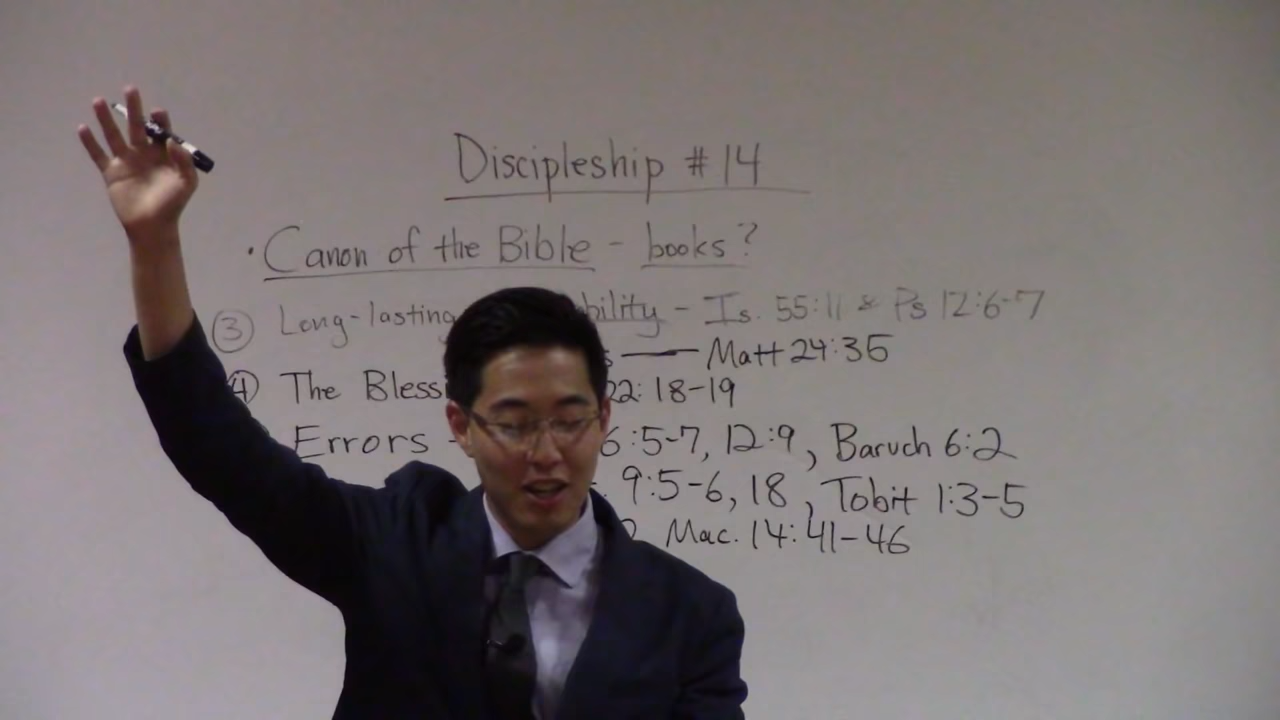 Discipleship #14
· Canon of the Bible - books?
③ Long-lasting bility - Is. 55:11 & Ps 12:6-7
s — Matt 24:35
④ The Bless 22:18-19
Errors - 6:5-7, 12:9, Baruch 6:2
9:5-6, 18, Tobit 1:3-5
Mac. 14:41-46